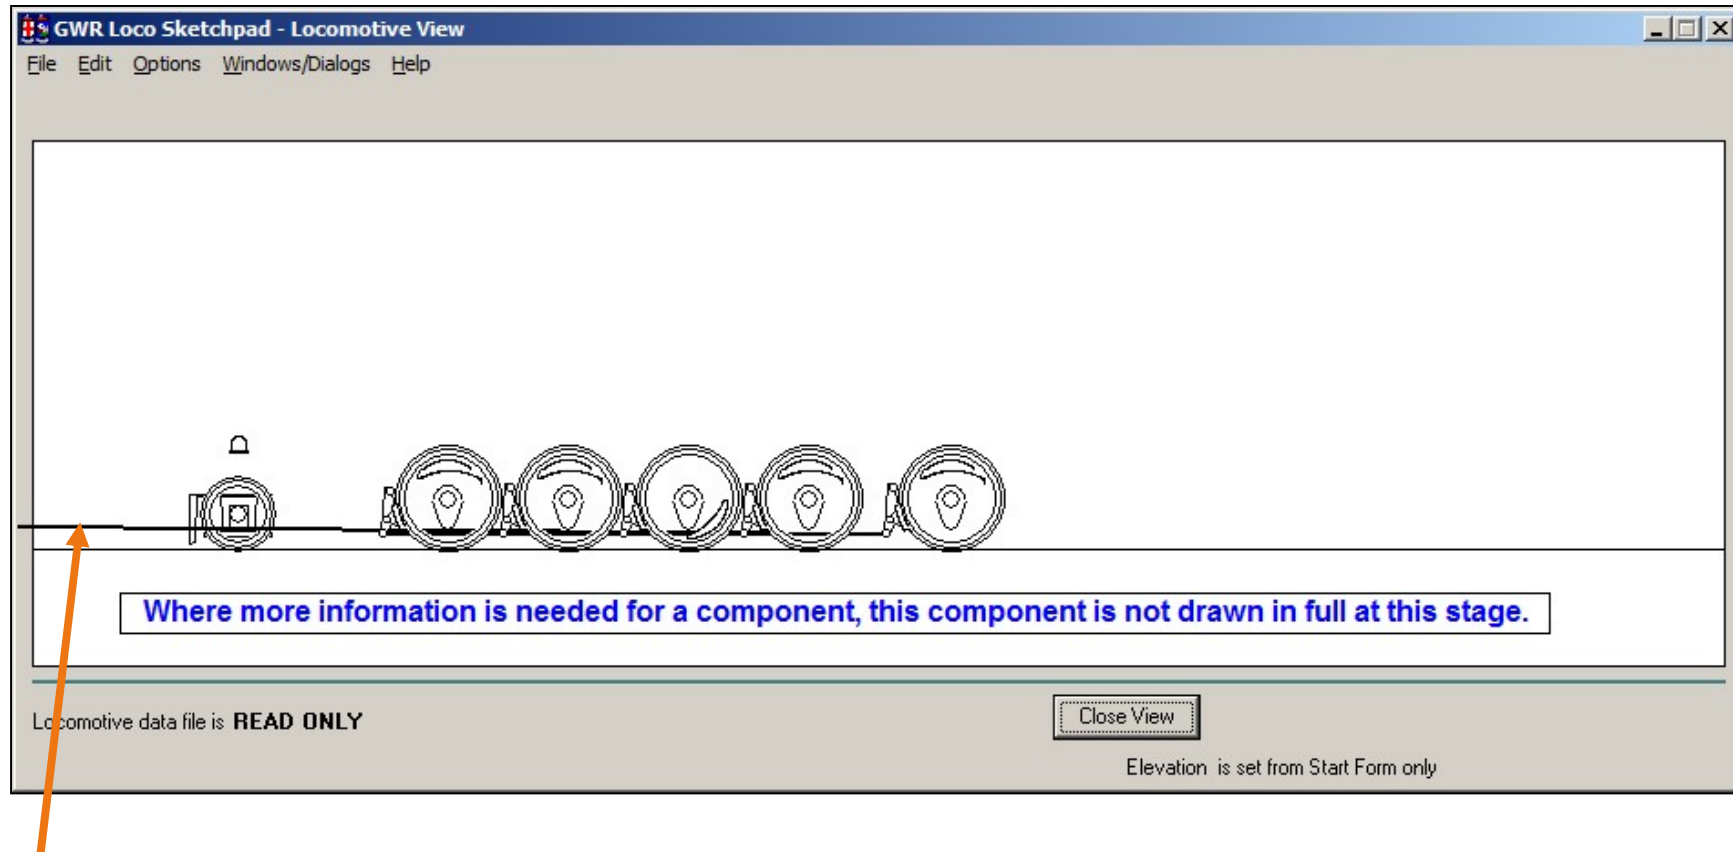 GWR Loco Sketchpad - Locomotive View
File Edit Options Windows/Dialogs Help
Where more information is needed for a component, this component is not drawn in full at this stage.
Locomotive data file is READ ONLY
Close View
Elevation is set from Start Form only